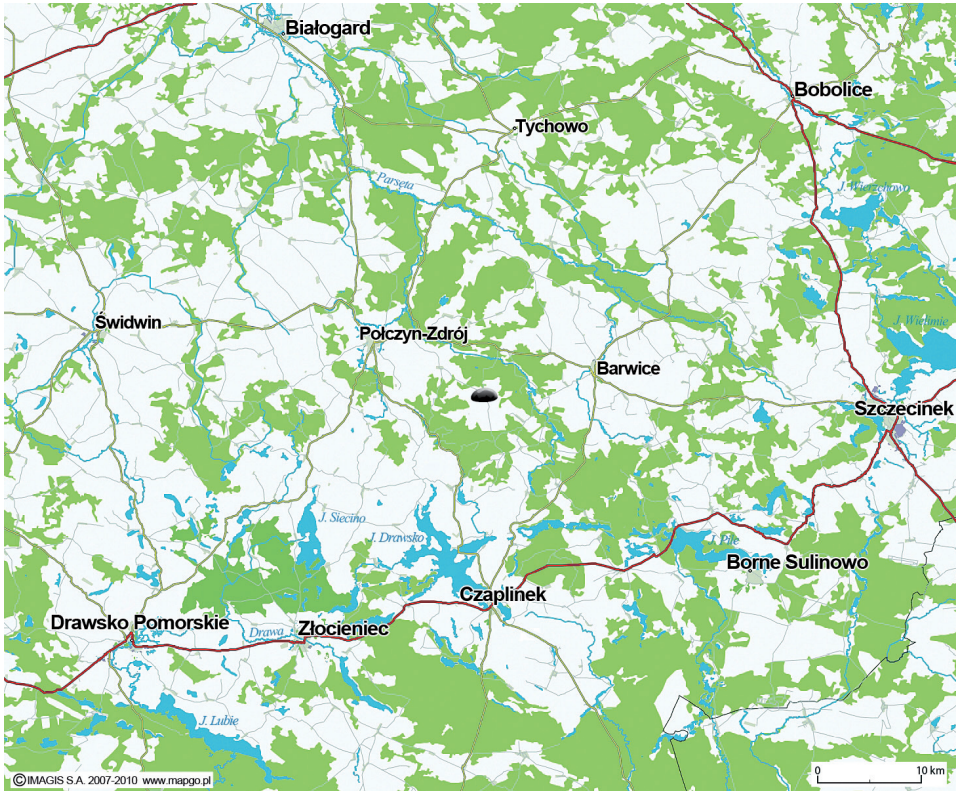 Białogard
Bobolice
Tychowo
Parsęta
J. Wierzchowo
Świdwin
Połczyn-Zdrój
J. Wielimie
Barwice
Szczecinek
J. Siecino
J. Drawsko
J. Pile
Borne Sulinowo
Czaplinek
Drawsko Pomorskie
Drawa
Złocieniec
J. Lubie
©IMAGIS S.A. 2007-2010 www.mapgo.pl
0 10 km